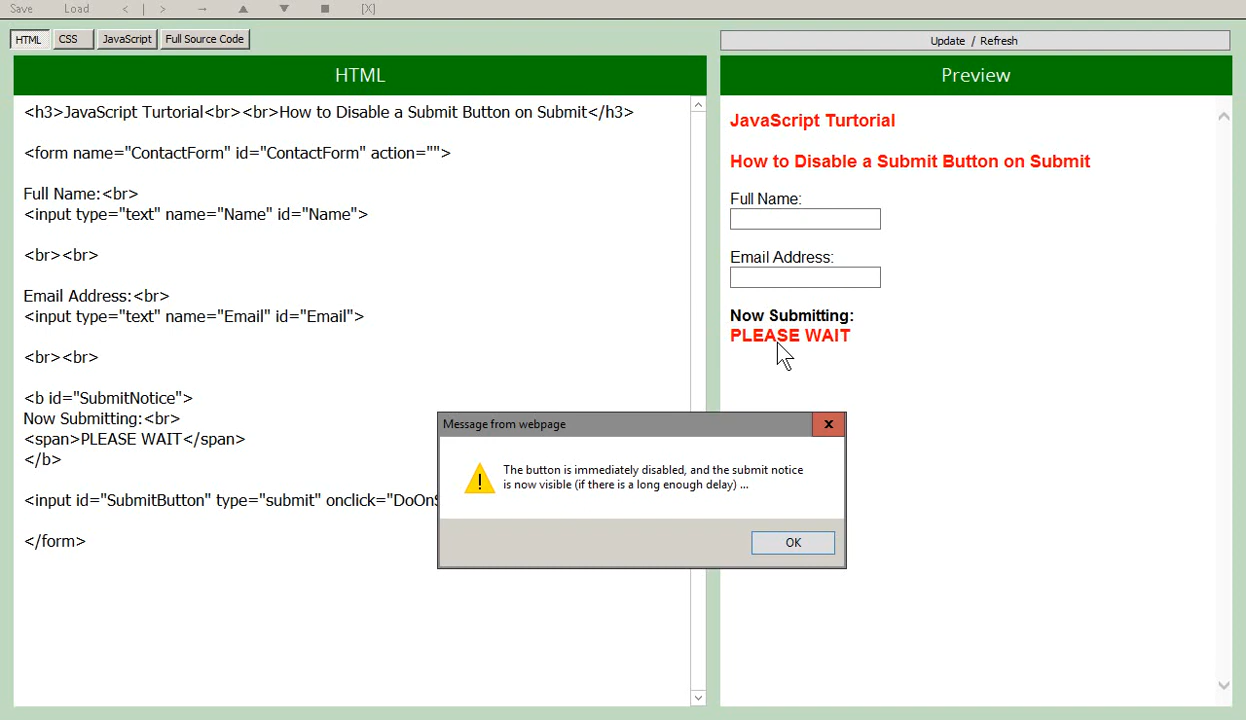 Save Load < | > → ▲ ▼ ■ [X]
HTML CSS JavaScript Full Source Code
Update / Refresh
HTML
<h3>JavaScript Turtorial<br><br>How to Disable a Submit Button on Submit</h3>
<form name="ContactForm" id="ContactForm" action="">
Full Name:<br>
<input type="text" name="Name" id="Name">
<br><br>
Email Address:<br>
<input type="text" name="Email" id="Email">
<br><br>
<b id="SubmitNotice">
Now Submitting:<br>
<span>PLEASE WAIT</span>
</b>
<input id="SubmitButton" type="submit" onclick="DoOnS
</form>
Preview
JavaScript Turtorial
How to Disable a Submit Button on Submit
Full Name:
Email Address:
Now Submitting:
PLEASE WAIT
Message from webpage x
The button is immediately disabled, and the submit notice
is now visible (if there is a long enough delay) ...
OK